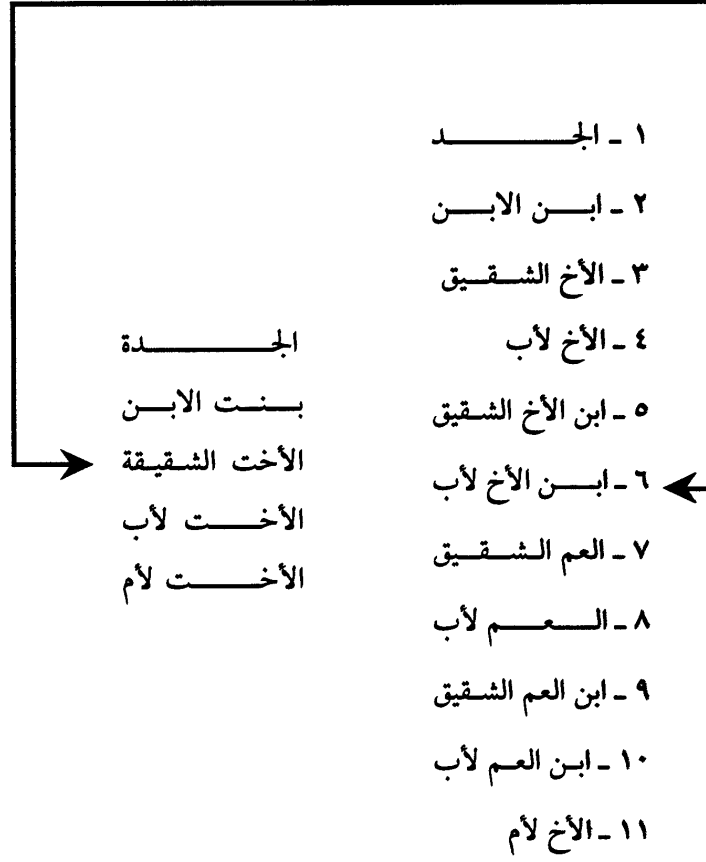 ١ ـ الجد
٢ ـ ابن الابن
٣ ـ الأخ الشقيق
٤ ـ الأخ لأب
٥ ـ ابن الأخ الشقيق
٦ ـ ابن الأخ لأب
٧ ـ العم الشقيق
٨ ـ العم لأب
٩ ـ ابن العم الشقيق
١٠ ـ ابن العم لأب
١١ ـ الأخ لأم
الجدة
بنت الابن
الأخت الشقيقة
الأخت لأب
الأخت لأم